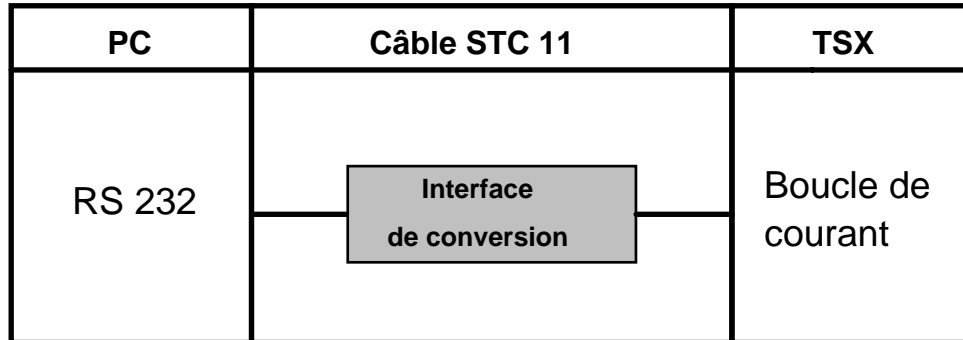 PC
Câble STC 11
TSX
RS 232
Interface
de conversion
Boucle de
courant